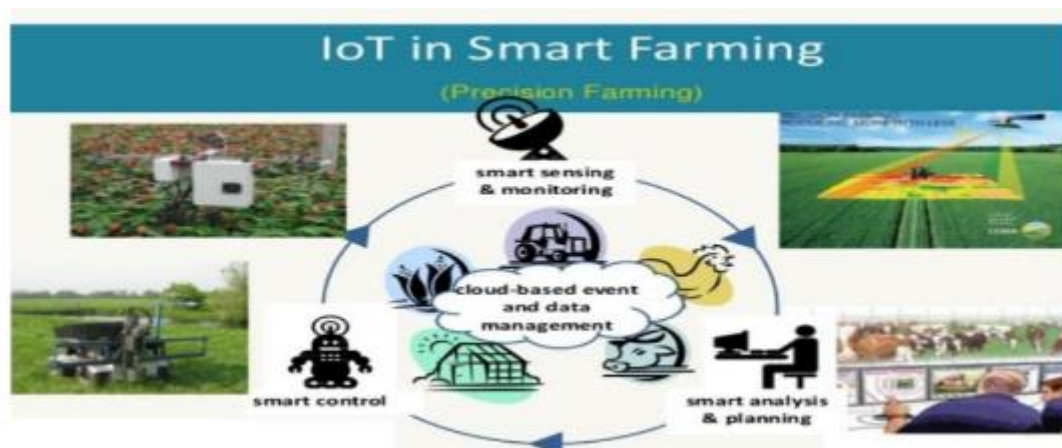 IoT in Smart Farming
(Precision Farming)
smart sensing
& monitoring
cloud-based event
and data
management
smart control
smart analysis
& planning
CEMA